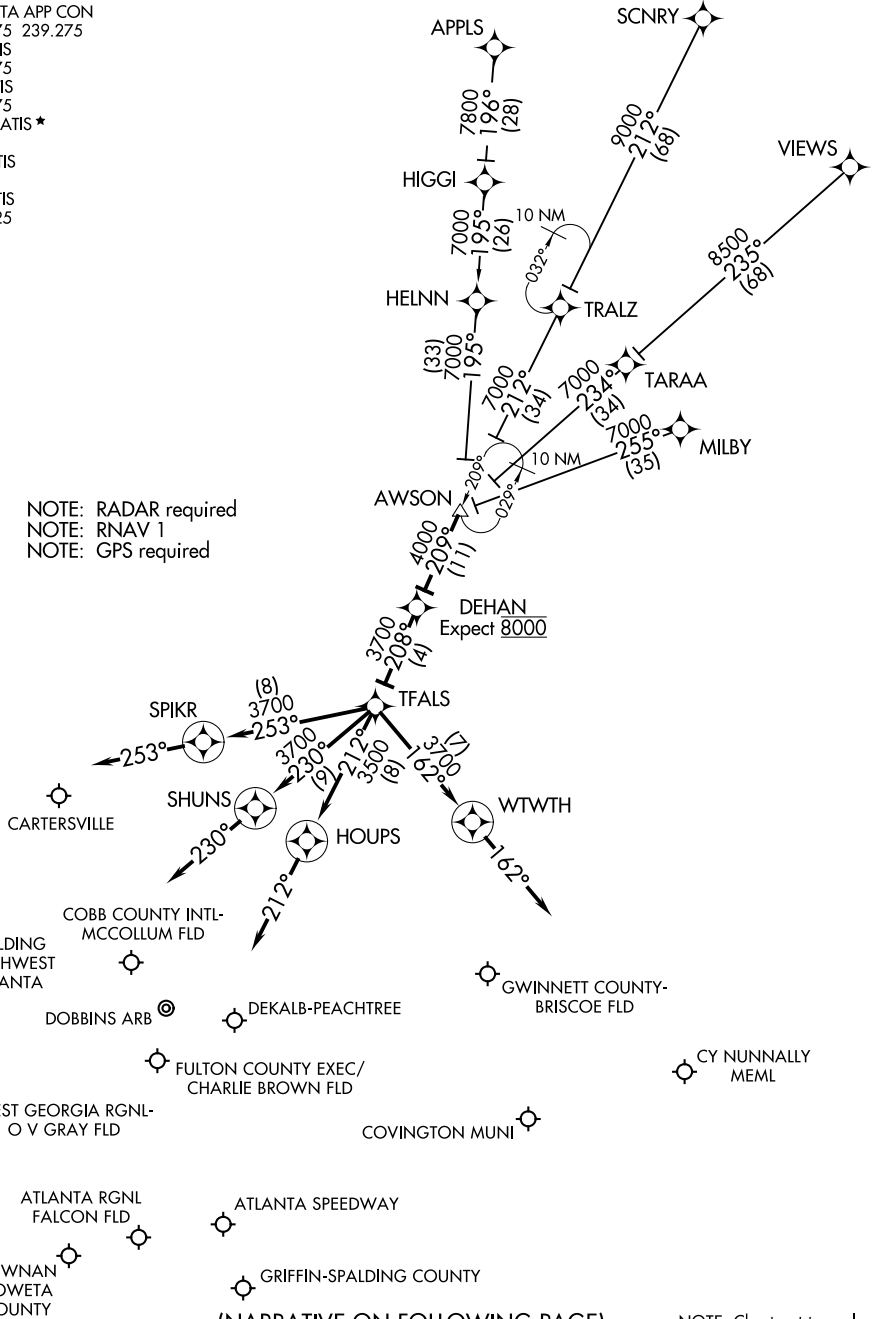 TA APP CON
75 239.275
IS
75
TIS
75
ATIS ★
TIS
TIS
25
APPLS
SCNRY
7800
196°
(28)
9000
212°
(68)
VIEWS
HIGGI
10 NM
7000
195°
(26)
032°
8500
235°
(68)
HELNN
TRALZ
(33)
7000
195°
7000
212°
(34)
7000
234°
(34)
TARAA
7000
255°
(35)
MILBY
209°
10 NM
029°
AWSON
NOTE: RADAR required
NOTE: RNAV 1
NOTE: GPS required
4000
209°
(11)
DEHAN
Expect 8000
3700
208°
(4)
TFALS
(8)
3700
253°
SPIKR
253°
3700
230°
(9)
212°
3500
(8)
(7)
3700
162°
CARTERSVILLE
SHUNS
230°
HOUPS
212°
WTWTH
162°
COBB COUNTY INTL-
MCCOLLUM FLD
LDING
HWEST
ANTA
GWINNETT COUNTY-
BRISCOE FLD
DOBBINS ARB
DEKALB-PEACHTREE
FULTON COUNTY EXEC/
CHARLIE BROWN FLD
CY NUNNALLY
MEML
EST GEORGIA RGNL-
O V GRAY FLD
COVINGTON MUNI
ATLANTA RGNL
FALCON FLD
ATLANTA SPEEDWAY
WNAN
OWETA
OUNTY
GRIFFIN-SPALDING COUNTY
(NARRATIVE ON FOLLOWING PAGE)
NOTE: Chart not to scale